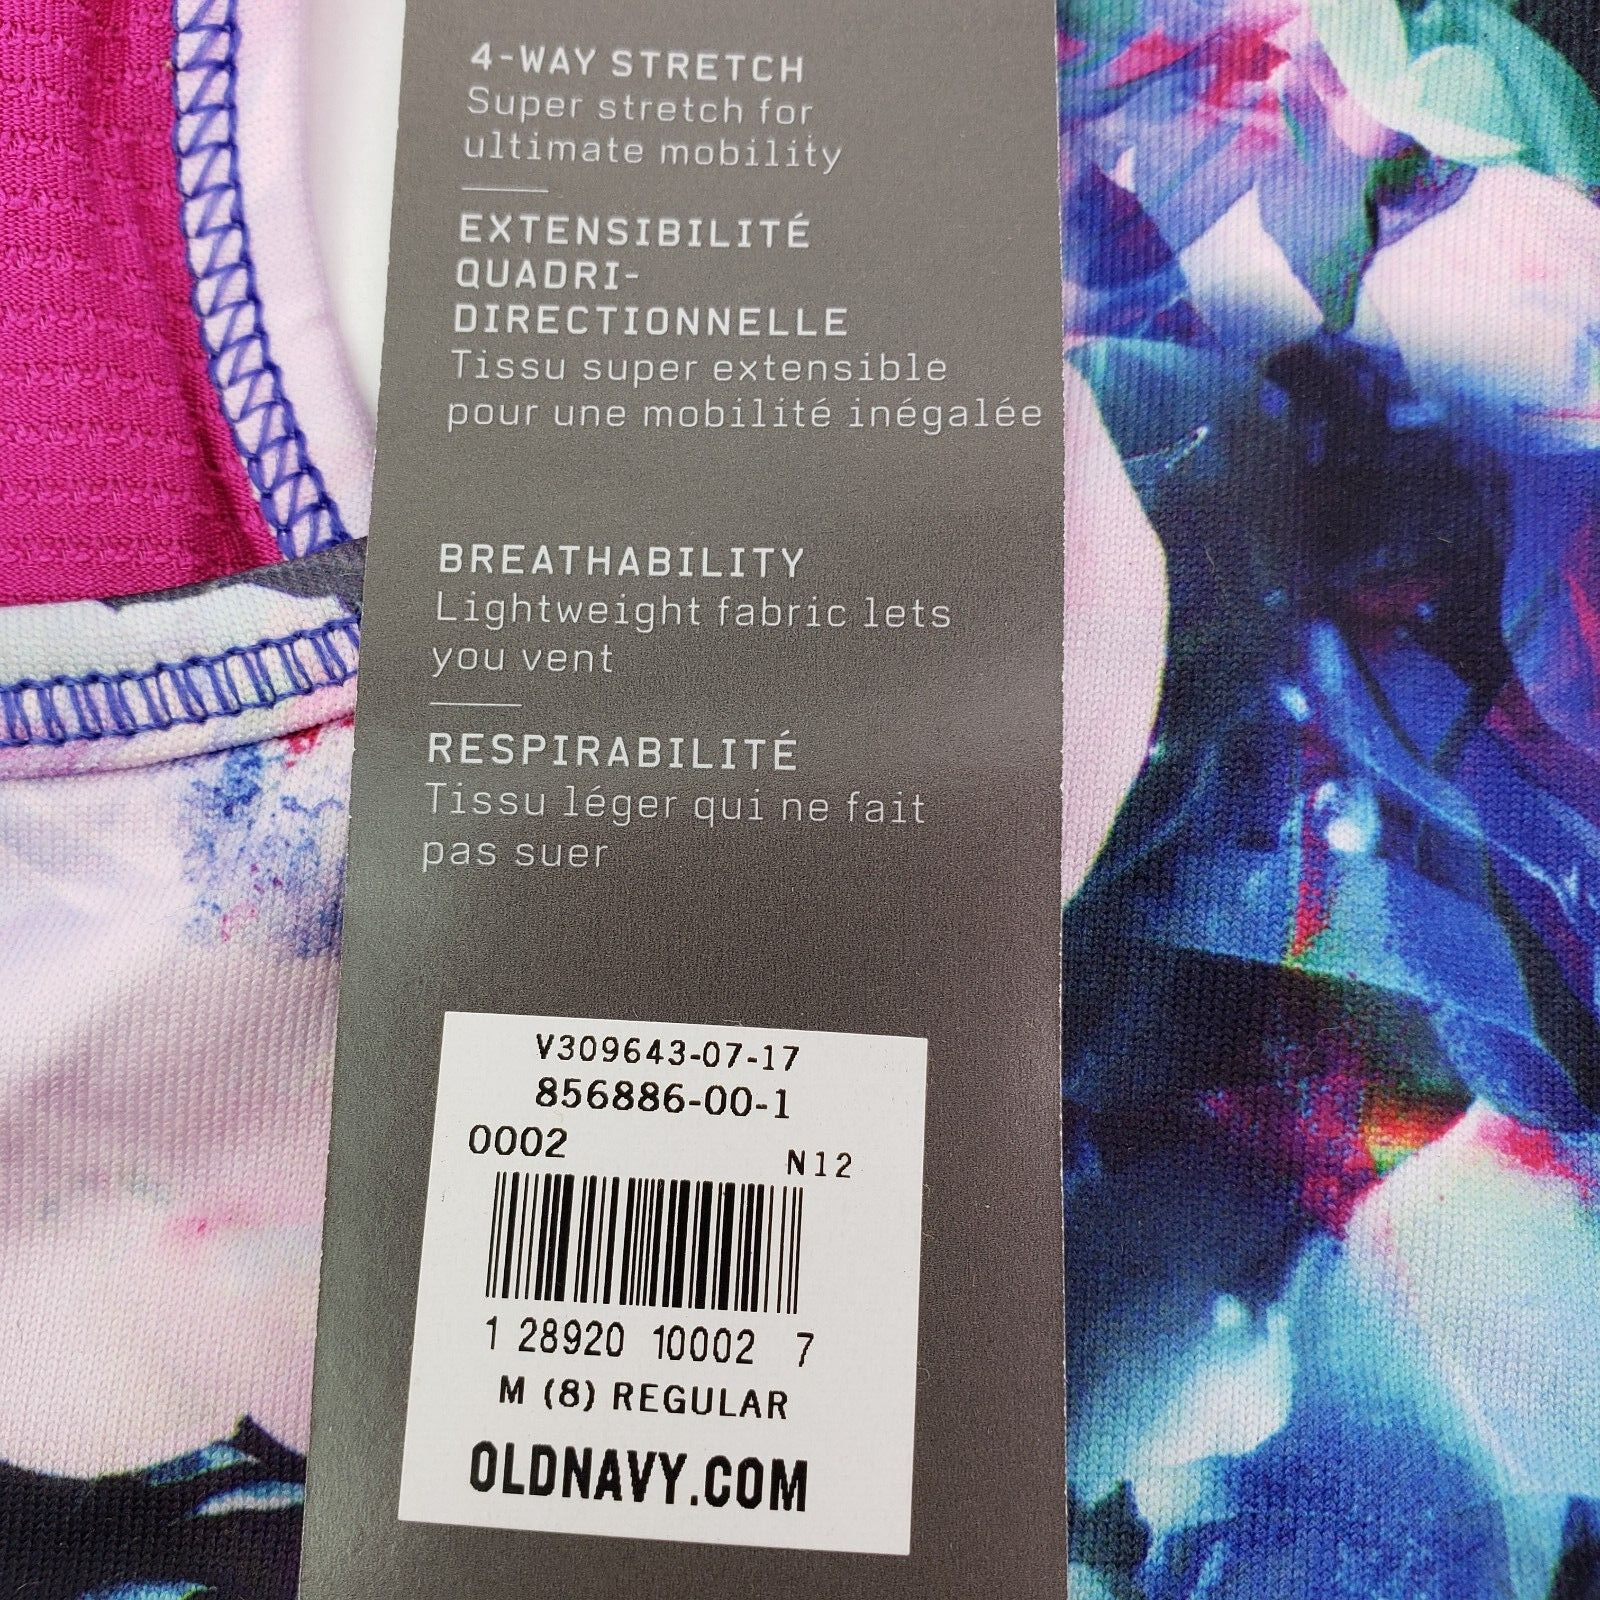 4-WAY STRETCH
Super stretch for
ultimate mobility
EXTENSIBILITÉ
QUADRI-
DIRECTIONNELLE
Tissu super extensible
pour une mobilité inégalée
BREATHABILITY
Lightweight fabric lets
you vent
RESPIRABILITÉ
Tissu léger qui ne fait
pas suer
V309643-07-17
856886-00-1
0002 N12
1 28920 10002 7
M (8) REGULAR
OLDNAVY.COM